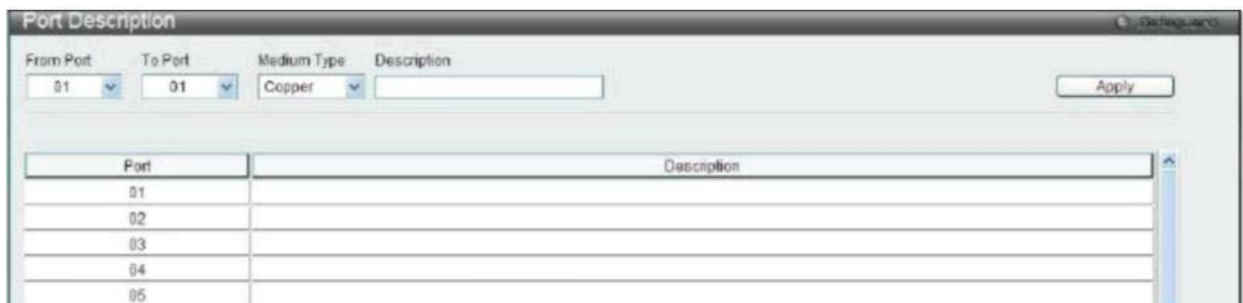 Port Description
Safeguard
From Port To Port Medium Type Description
01 01 Copper Apply
Port Description
01
02
03
04
05